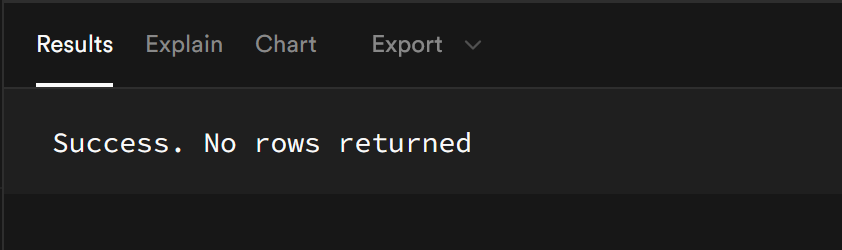 Results Explain Chart Export
Success. No rows returned